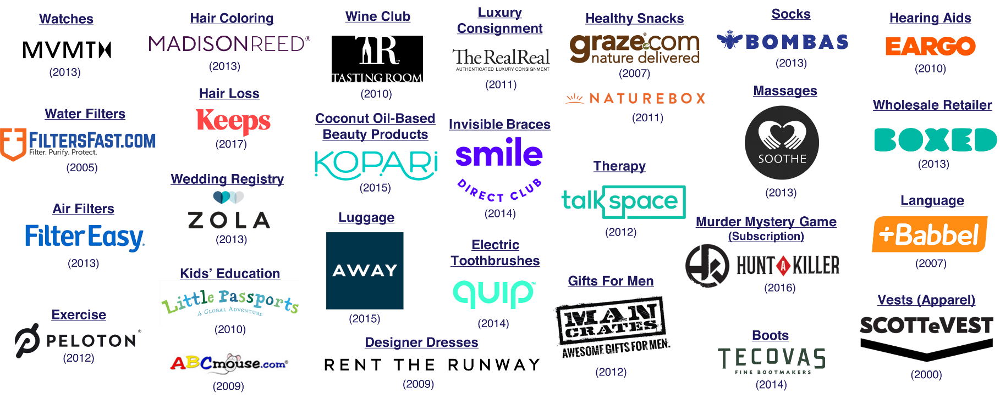 Watches
MVMT
(2013)
Water Filters
FILTERSFAST.COM
Filter. Purify. Protect.
(2005)
Air Filters
FilterEasy
(2013)
Exercise
PELOTON®
(2012)
Hair Coloring
MADISONREED®
(2013)
Hair Loss
Keeps
(2017)
Wedding Registry
ZOLA
(2013)
Kids’ Education
Little Passports
A GLOBAL ADVENTURE
(2010)
ABCmouse.com®
(2009)
Wine Club
TR™
TASTING ROOM
(2010)
Coconut Oil-Based
Beauty Products
KOPARi
(2015)
Luggage
AWAY
(2015)
Designer Dresses
RENT THE RUNWAY
(2009)
Luxury
Consignment
The RealReal
AUTHENTICATED LUXURY CONSIGNMENT
(2011)
Invisible Braces
smile
DIRECT CLUB
(2014)
Electric
Toothbrushes
quip™
(2014)
Healthy Snacks
graze.com®
nature delivered
(2007)
NATUREBOX
(2011)
Therapy
talkspace
(2012)
Gifts For Men
MAN
CRATES
AWESOME GIFTS FOR MEN.
(2012)
Socks
BOMBAS
(2013)
Massages
SOOTHE
(2013)
Murder Mystery Game
(Subscription)
HUNT A KILLER
(2016)
Boots
TECOVAS
FINE BOOTMAKERS
(2014)
Hearing Aids
EARGO
(2010)
Wholesale Retailer
BOXED
(2013)
Language
+Babbel
(2007)
Vests (Apparel)
SCOTTeVEST
(2000)